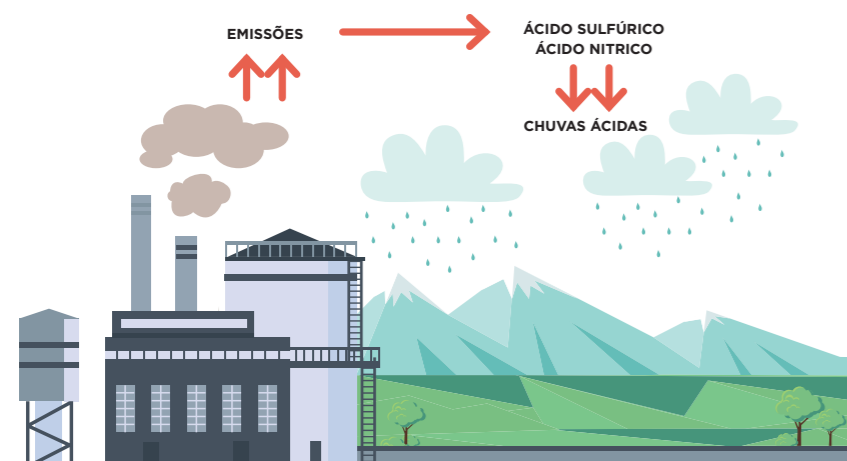 EMISSÕES
ÁCIDO SULFÚRICO
ÁCIDO NITRICO
CHUVAS ÁCIDAS